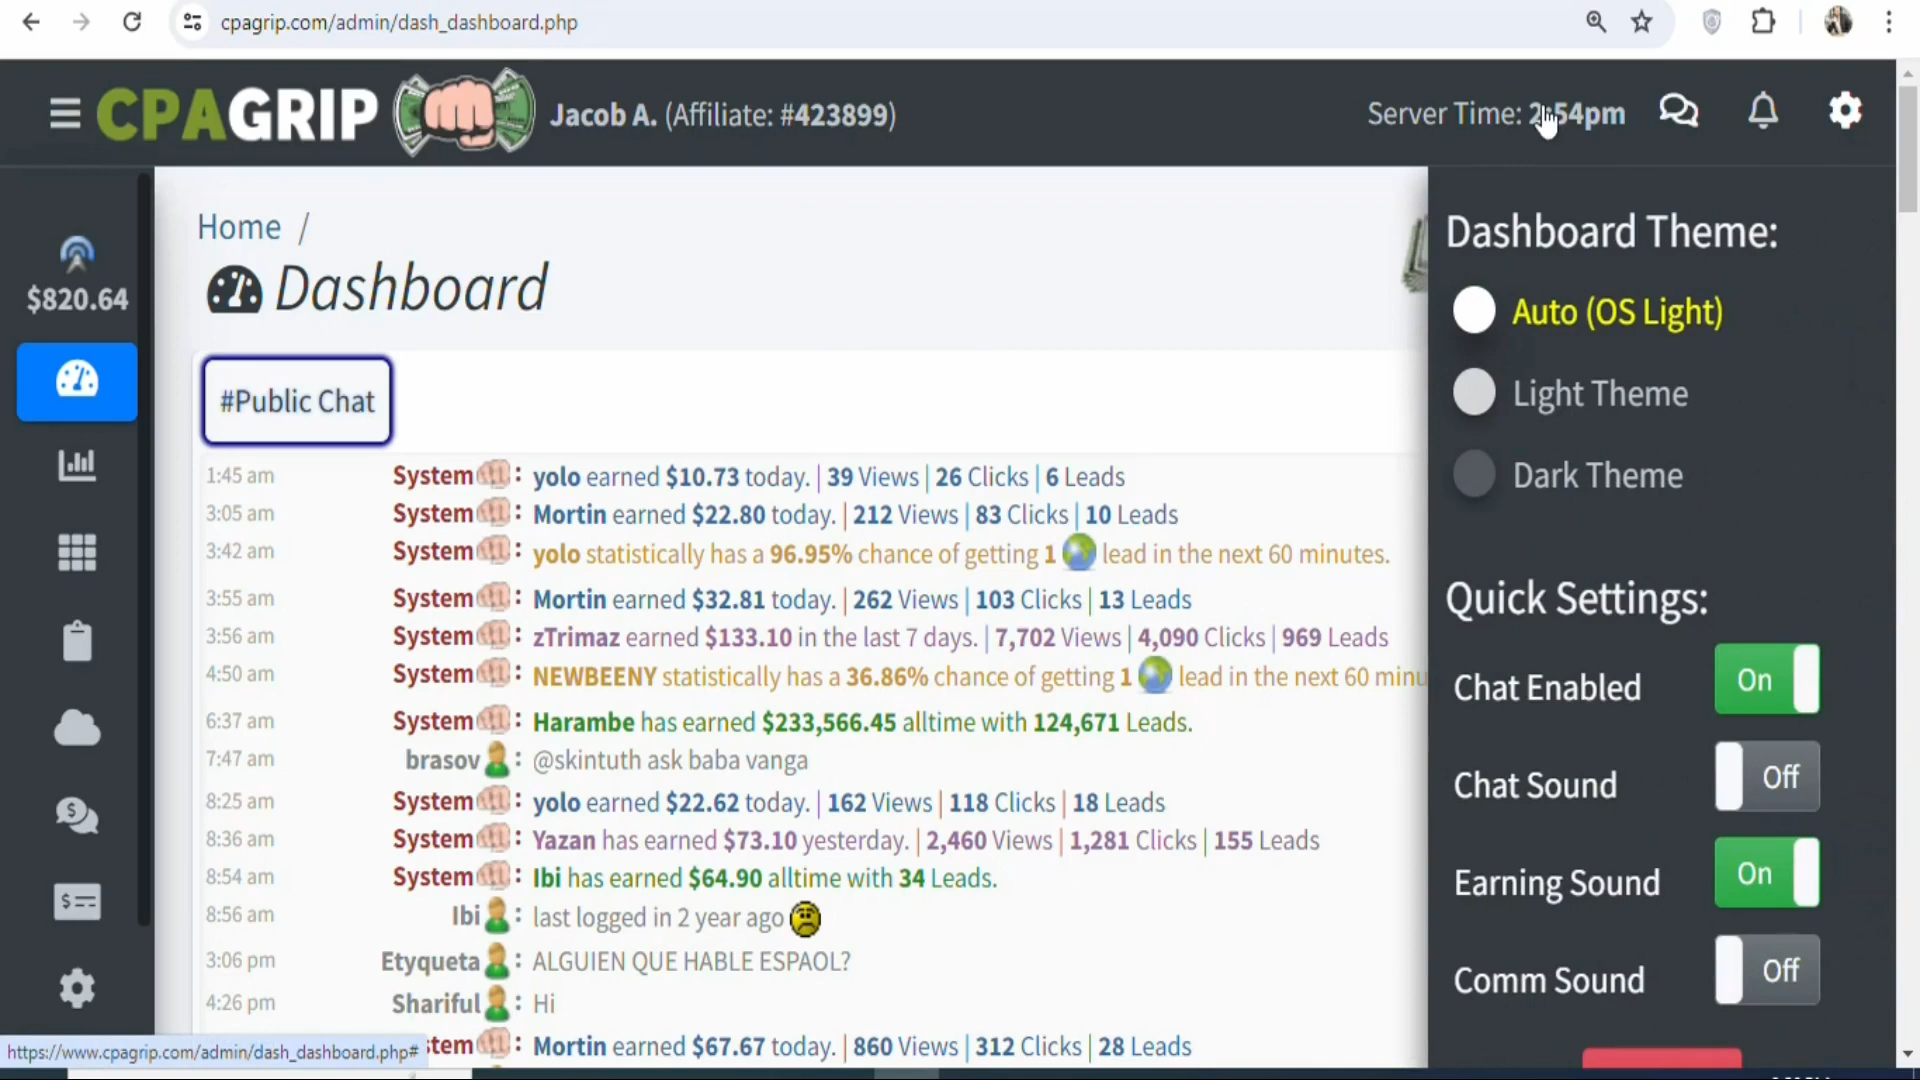 cpagrip.com/admin/dash_dashboard.php
CPAGRIP Jacob A. (Affiliate: #423899) Server Time: 2:54pm
$820.64
Home /
Dashboard
#Public Chat
1:45 am System: yolo earned $10.73 today. | 39 Views | 26 Clicks | 6 Leads
3:05 am System: Mortin earned $22.80 today. | 212 Views | 83 Clicks | 10 Leads
3:42 am System: yolo statistically has a 96.95% chance of getting 1 lead in the next 60 minutes.
3:55 am System: Mortin earned $32.81 today. | 262 Views | 103 Clicks | 13 Leads
3:56 am System: zTrimaz earned $133.10 in the last 7 days. | 7,702 Views | 4,090 Clicks | 969 Leads
4:50 am System: NEWBEENY statistically has a 36.86% chance of getting 1 lead in the next 60 minu
6:37 am System: Harambe has earned $233,566.45 alltime with 124,671 Leads.
7:47 am brasov: @skintuth ask baba vanga
8:25 am System: yolo earned $22.62 today. | 162 Views | 118 Clicks | 18 Leads
8:36 am System: Yazan has earned $73.10 yesterday. | 2,460 Views | 1,281 Clicks | 155 Leads
8:54 am System: Ibi has earned $64.90 alltime with 34 Leads.
8:56 am Ibi: last logged in 2 year ago
3:06 pm Etyqueta: ALGUIEN QUE HABLE ESPAOL?
4:26 pm Shariful: Hi
stem: Mortin earned $67.67 today. | 860 Views | 312 Clicks | 28 Leads
https://www.cpagrip.com/admin/dash_dashboard.php#
Dashboard Theme:
Auto (OS Light)
Light Theme
Dark Theme
Quick Settings:
Chat Enabled On
Chat Sound Off
Earning Sound On
Comm Sound Off